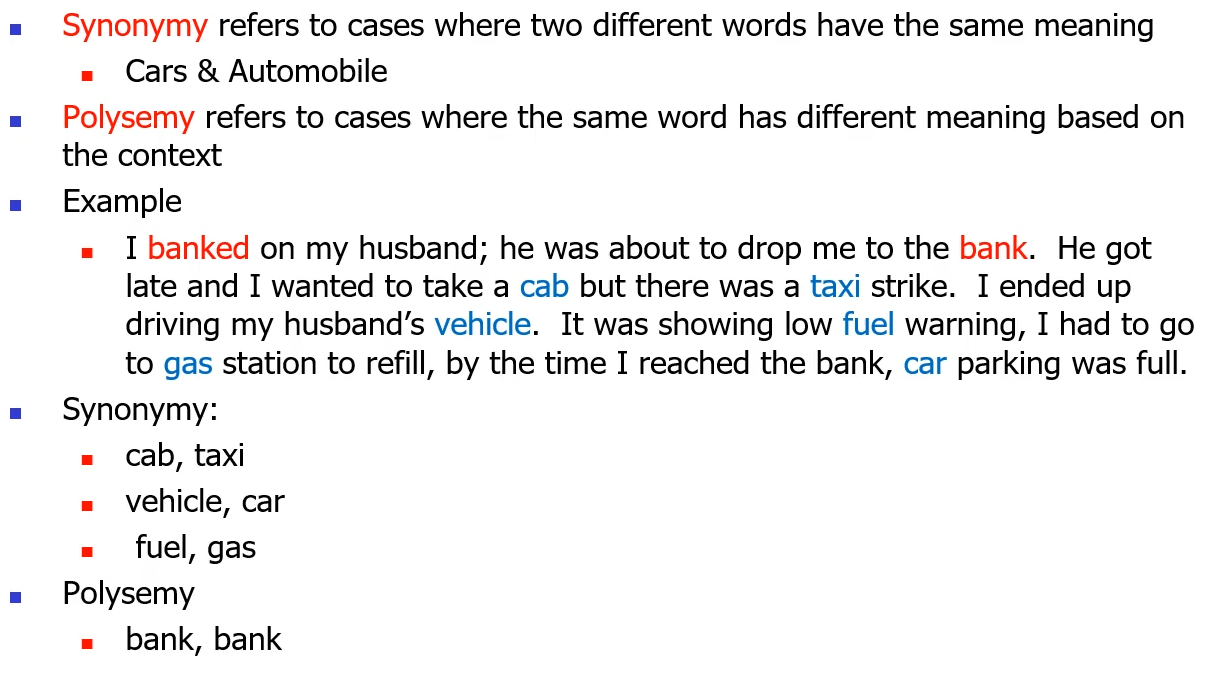 Synonymy refers to cases where two different words have the same meaning
Cars & Automobile
Polysemy refers to cases where the same word has different meaning based on
the context
Example
I banked on my husband; he was about to drop me to the bank.  He got
late and I wanted to take a cab but there was a taxi strike.  I ended up
driving my husband’s vehicle.  It was showing low fuel warning, I had to go
to gas station to refill, by the time I reached the bank, car parking was full.
Synonymy:
cab, taxi
vehicle, car
fuel, gas
Polysemy
bank, bank